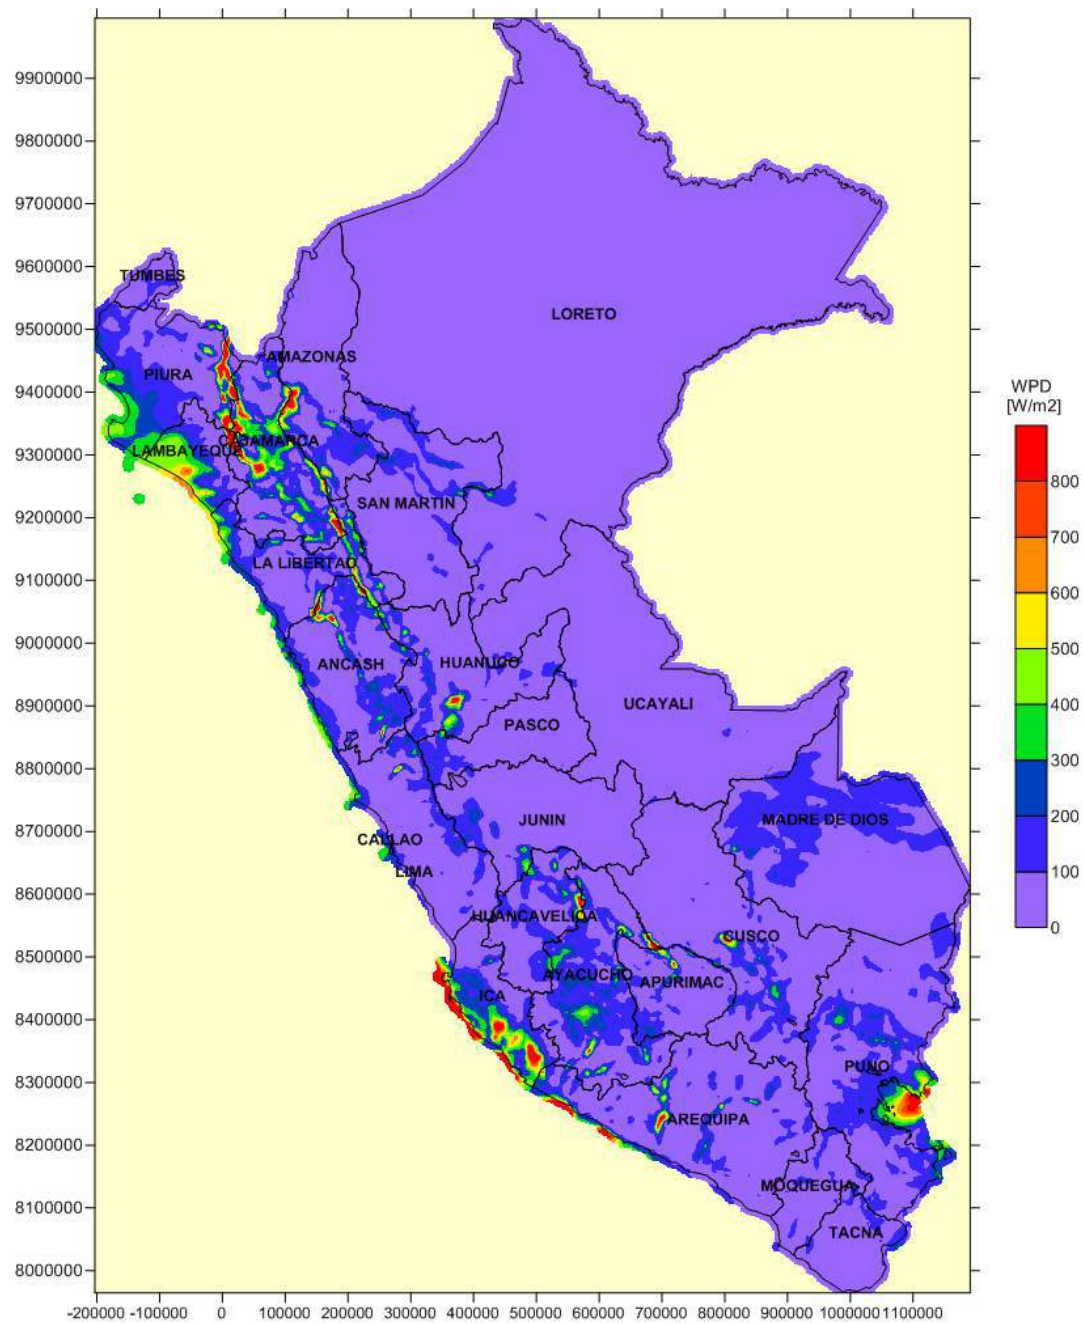 9900000
9800000
9700000
9600000
9500000
9400000
9300000
9200000
9100000
9000000
8900000
8800000
8700000
8600000
8500000
8400000
8300000
8200000
8100000
8000000
TUMBES
LORETO
AMAZONAS
PIURA
CAJAMARCA
LAMBAYEQUE
SAN MARTIN
LA LIBERTAD
ANCASH
HUANUCO
UCAYALI
PASCO
MADRE DE DIOS
JUNIN
CALLAO
LIMA
HUANCAVELICA
CUSCO
AYACUCHO
APURIMAC
ICA
PUNO
AREQUIPA
MOQUEGUA
TACNA
WPD
[W/m2]
800
700
600
500
400
300
200
100
0
-200000 -100000 0 100000 200000 300000 400000 500000 600000 700000 800000 900000 1000000 1100000